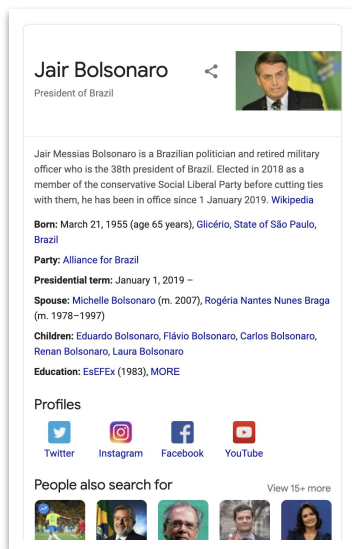 Jair Bolsonaro
President of Brazil
Jair Messias Bolsonaro is a Brazilian politician and retired military
officer who is the 38th president of Brazil. Elected in 2018 as a
member of the conservative Social Liberal Party before cutting ties
with them, he has been in office since 1 January 2019. Wikipedia
Born: March 21, 1955 (age 65 years), Glicério, State of São Paulo,
Brazil
Party: Alliance for Brazil
Presidential term: January 1, 2019 –
Spouse: Michelle Bolsonaro (m. 2007), Rogéria Nantes Nunes Braga
(m. 1978–1997)
Children: Eduardo Bolsonaro, Flávio Bolsonaro, Carlos Bolsonaro,
Renan Bolsonaro, Laura Bolsonaro
Education: EsEFEx (1983), MORE
Profiles
Twitter Instagram Facebook YouTube
People also search for View 15+ more